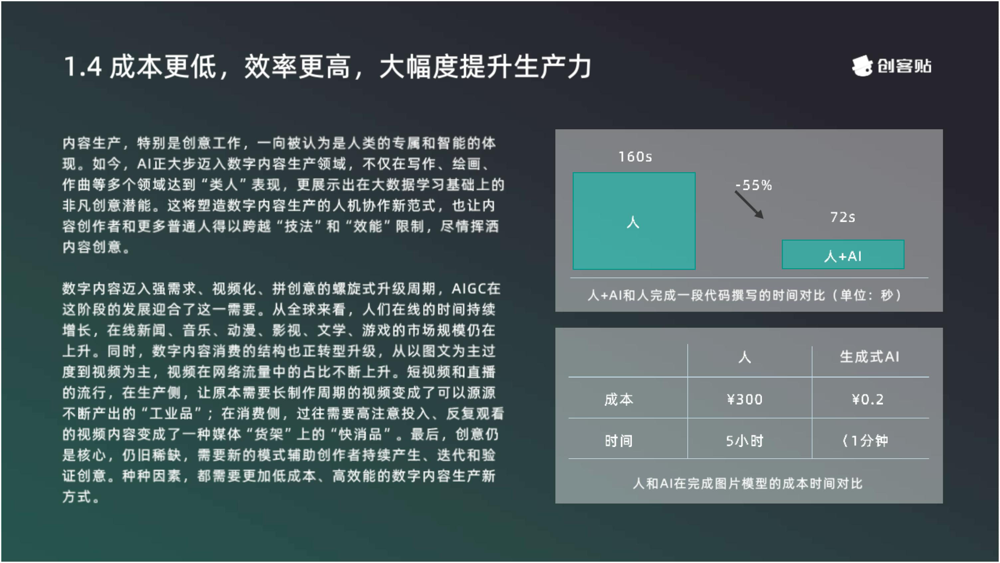 1.4 成本更低，效率更高，大幅度提升生产力
创客贴
内容生产，特别是创意工作，一向被认为是人类的专属和智能的体
现。如今，AI正大步迈入数字内容生产领域，不仅在写作、绘画、
作曲等多个领域达到“类人”表现，更展示出在大数据学习基础上的
非凡创意潜能。这将塑造数字内容生产的人机协作新范式，也让内
容创作者和更多普通人得以跨越“技法”和“效能”限制，尽情挥洒
内容创意。
数字内容迈入强需求、视频化、拼创意的螺旋式升级周期，AIGC在
这阶段的发展迎合了这一需要。从全球来看，人们在线的时间持续
增长，在线新闻、音乐、动漫、影视、文学、游戏的市场规模仍在
上升。同时，数字内容消费的结构也正转型升级，从以图文为主过
度到视频为主，视频在网络流量中的占比不断上升。短视频和直播
的流行，在生产侧，让原本需要长制作周期的视频变成了可以源源
不断产出的“工业品”；在消费侧，过往需要高注意投入、反复观看
的视频内容变成了一种媒体“货架”上的“快消品”。最后，创意仍
是核心，仍旧稀缺，需要新的模式辅助创作者持续产生、迭代和验
证创意。种种因素，都需要更加低成本、高效能的数字内容生产新
方式。
160s
-55%
72s
人
人+AI
人+AI和人完成一段代码撰写的时间对比（单位：秒）
人 生成式AI
成本 ¥300 ¥0.2
时间 5小时 〈1分钟
人和AI在完成图片模型的成本时间对比